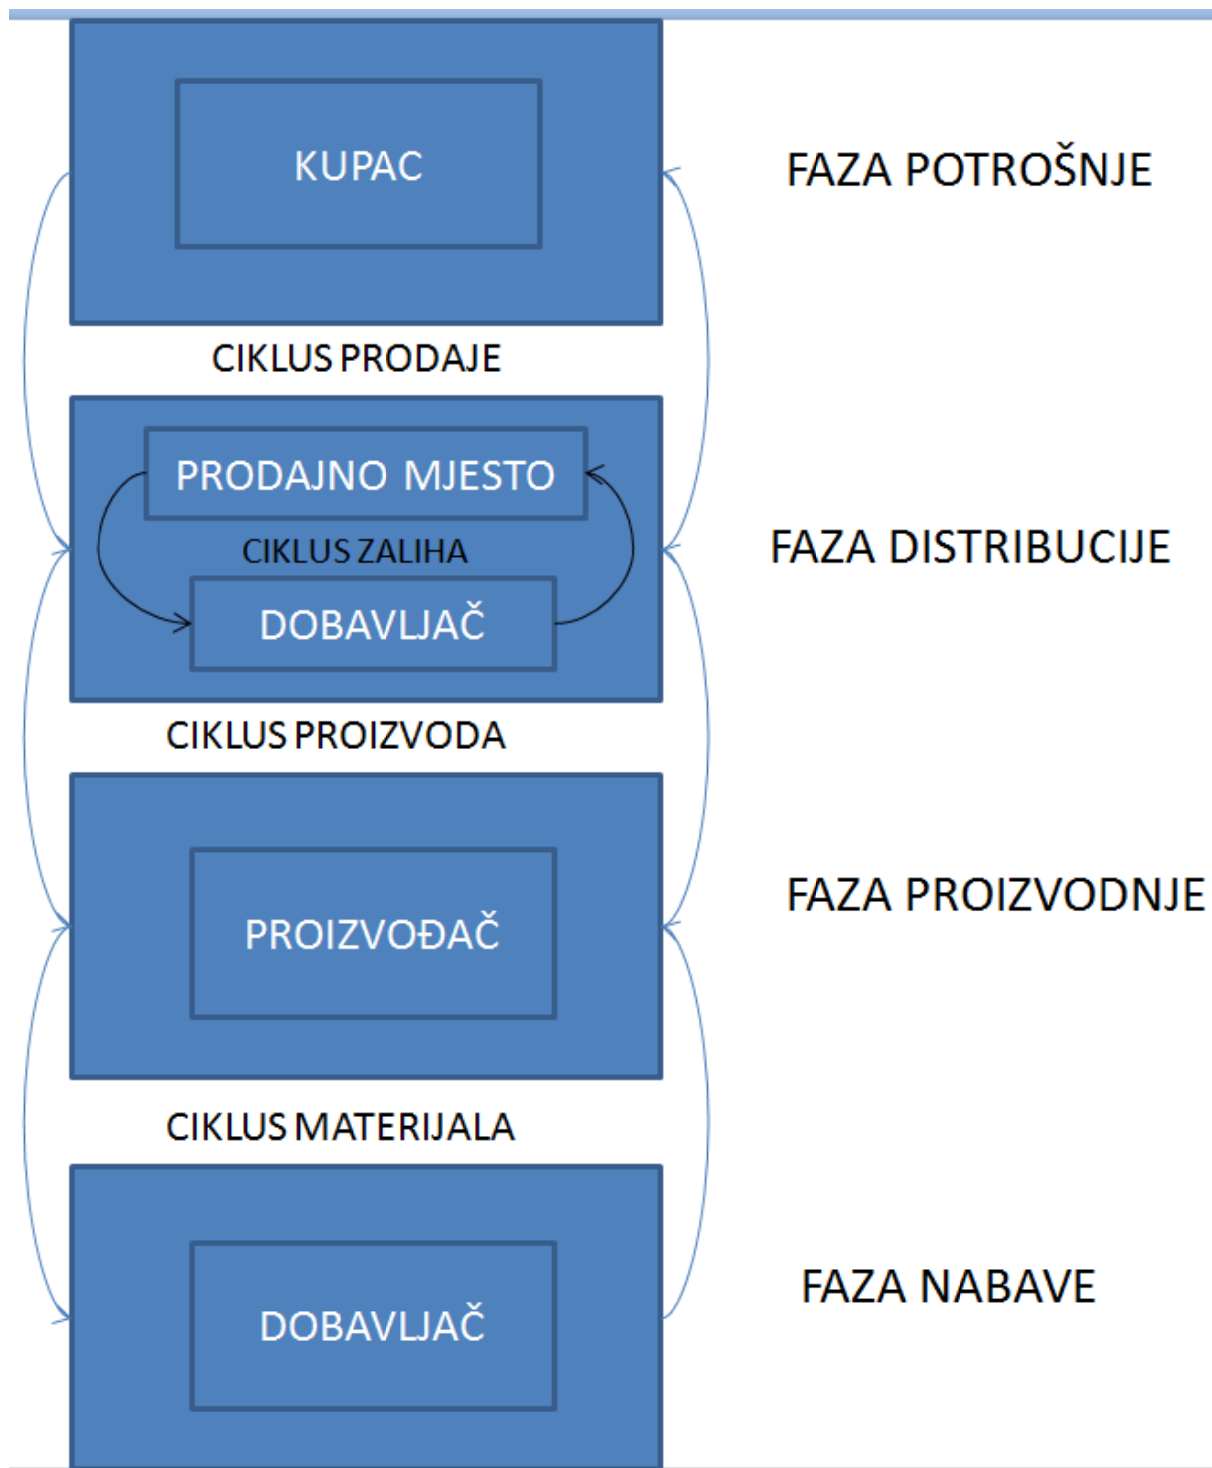 KUPAC
FAZA POTROŠNJE
CIKLUS PRODAJE
PRODAJNO MJESTO
CIKLUS ZALIHA
FAZA DISTRIBUCIJE
DOBAVLJAČ
CIKLUS PROIZVODA
FAZA PROIZVODNJE
PROIZVOĐAČ
CIKLUS MATERIJALA
FAZA NABAVE
DOBAVLJAČ